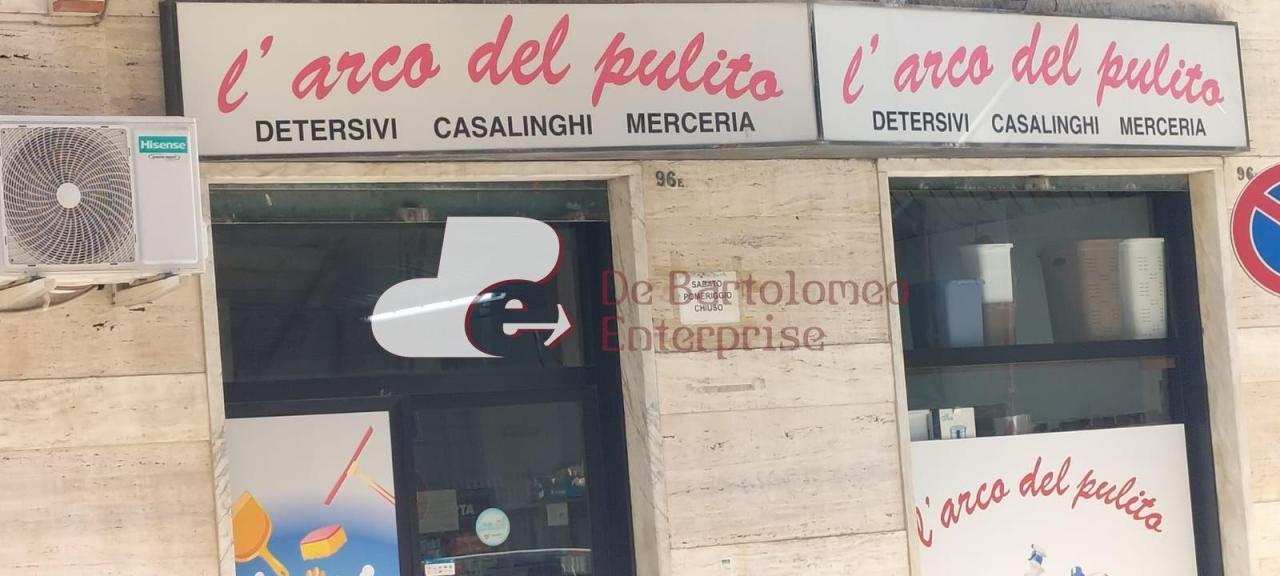 l' arco del pulito
DETERSIVI CASALINGHI MERCERIA
l' arco del pulito
DETERSIVI CASALINGHI MERCERIA
Hisense
96E
96
SABATO
POMERIGGIO
CHIUSO
De Bartolomeo
Enterprise
l' arco del pulito